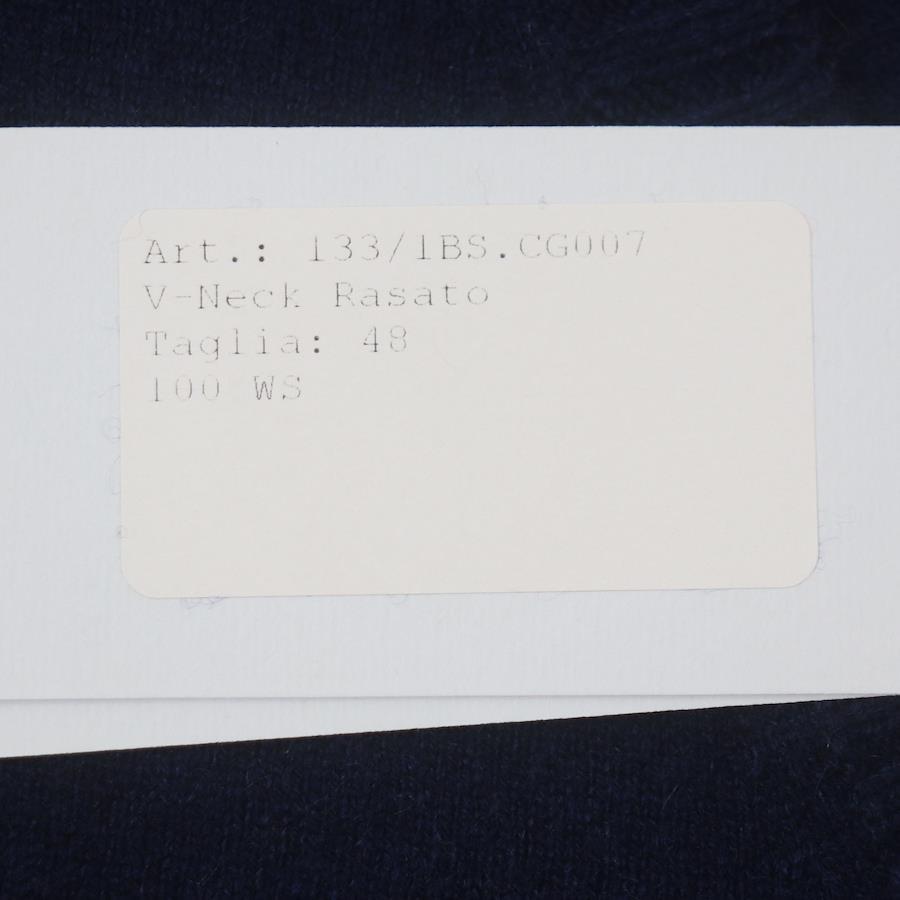 Art.: 133/1BS.CG007
V-Neck Rasato
Taglia: 48
100 WS